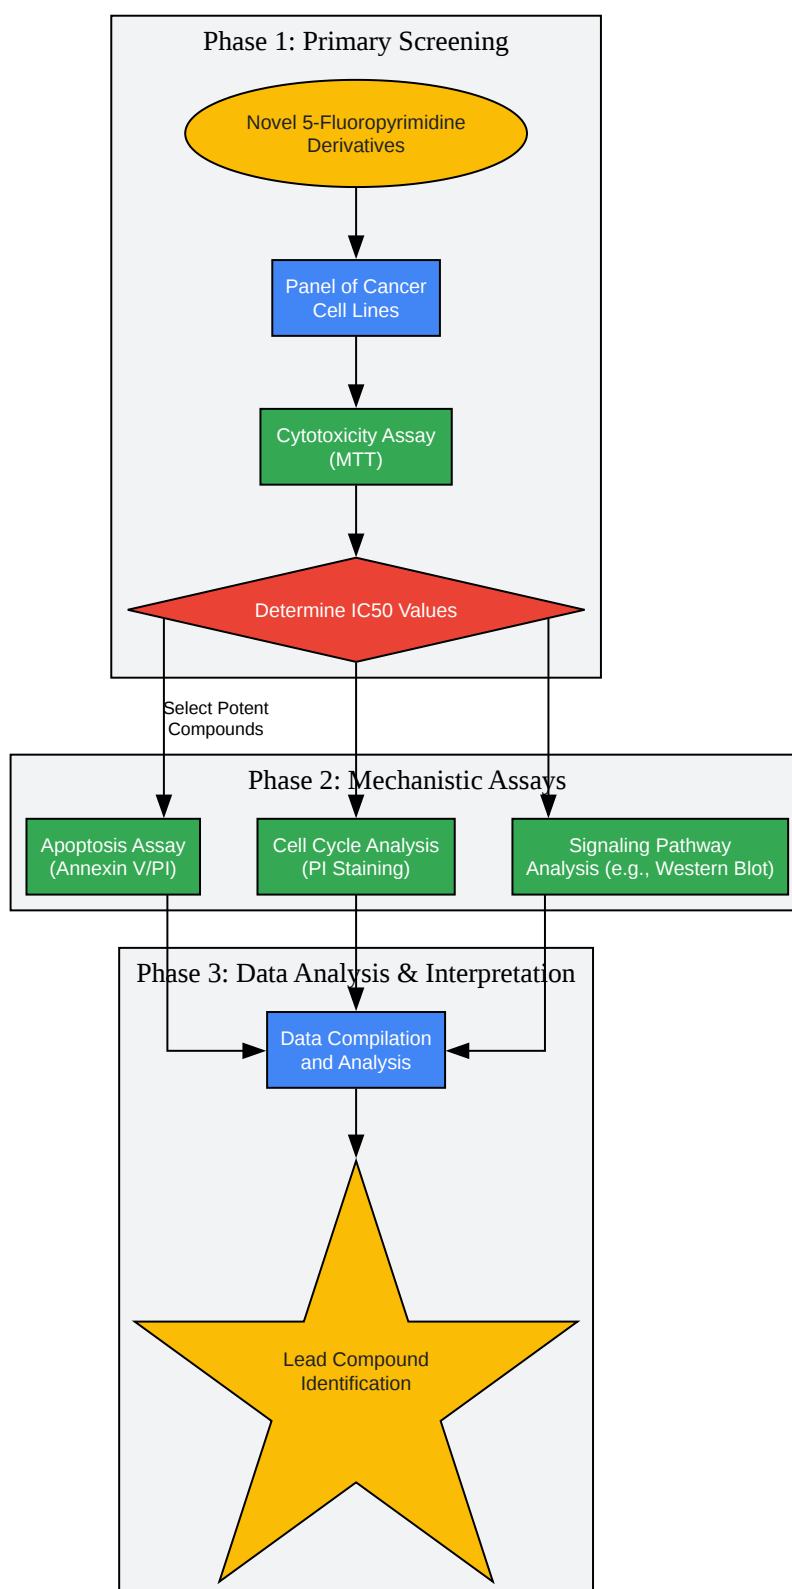 Phase 1: Primary Screening
Novel 5-Fluoropyrimidine
Derivatives
Panel of Cancer
Cell Lines
Cytotoxicity Assay
(MTT)
Determine IC50 Values
Select Potent
Compounds
Phase 2: Mechanistic Assays
Apoptosis Assay
(Annexin V/PI)
Cell Cycle Analysis
(PI Staining)
Signaling Pathway
Analysis (e.g., Western Blot)
Phase 3: Data Analysis & Interpretation
Data Compilation
and Analysis
Lead Compound
Identification